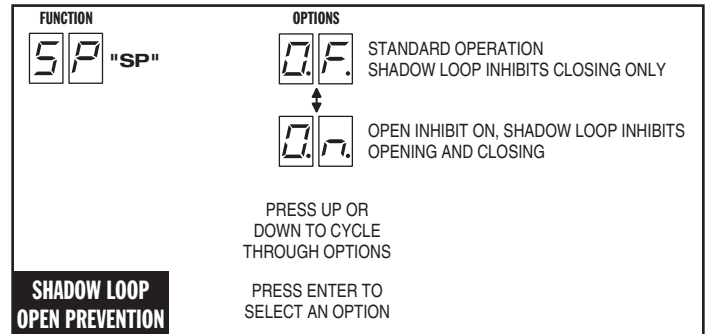 FUNCTION OPTIONS
SP "SP" O.F. STANDARD OPERATION
SHADOW LOOP INHIBITS CLOSING ONLY
O.n. OPEN INHIBIT ON, SHADOW LOOP INHIBITS
OPENING AND CLOSING
PRESS UP OR
DOWN TO CYCLE
THROUGH OPTIONS
SHADOW LOOP
OPEN PREVENTION
PRESS ENTER TO
SELECT AN OPTION